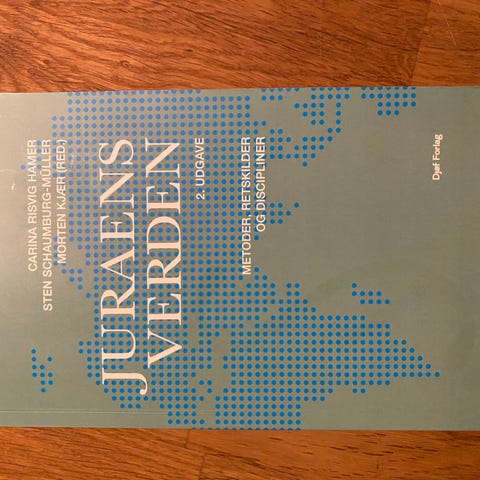 CARINA RISVIG HAMER
STEN SCHAUMBURG-MÜLLER
MORTEN KJÆR (RED.)
JURAENS
VERDEN
2. UDGAVE
METODER, RETSKILDER
OG DISCIPLINER
Djøf Forlag